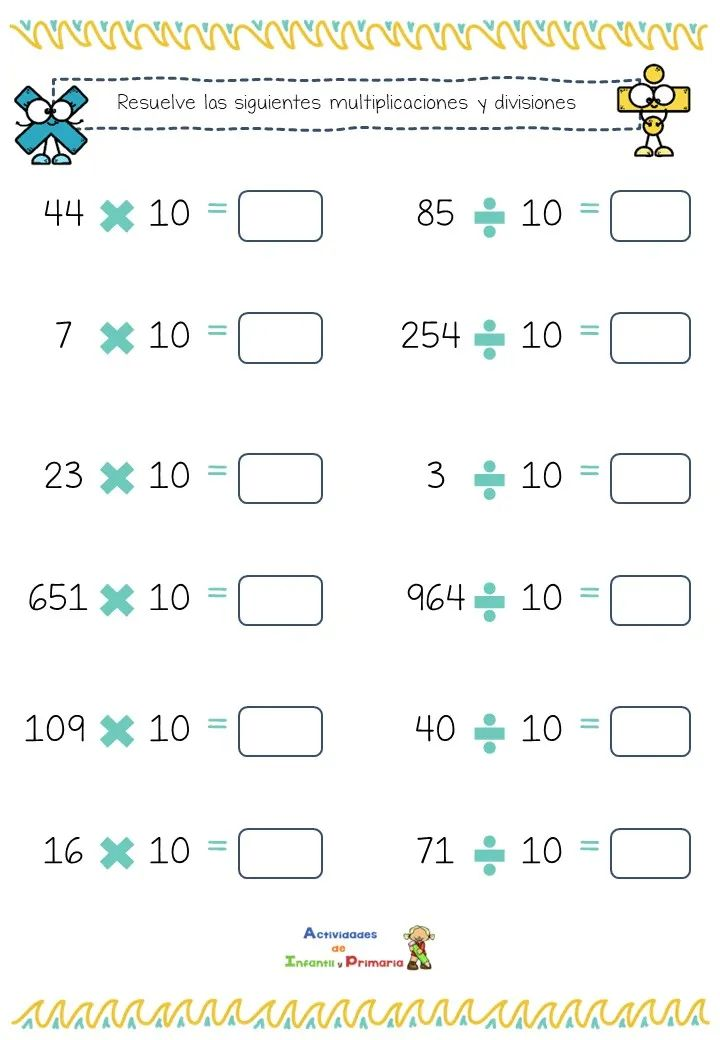 Resuelve las siguientes multiplicaciones y divisiones
44 × 10 =
85 ÷ 10 =
7 × 10 =
254 ÷ 10 =
23 × 10 =
3 ÷ 10 =
651 × 10 =
964 ÷ 10 =
109 × 10 =
40 ÷ 10 =
16 × 10 =
71 ÷ 10 =
Actividades
de
Infantil y Primaria